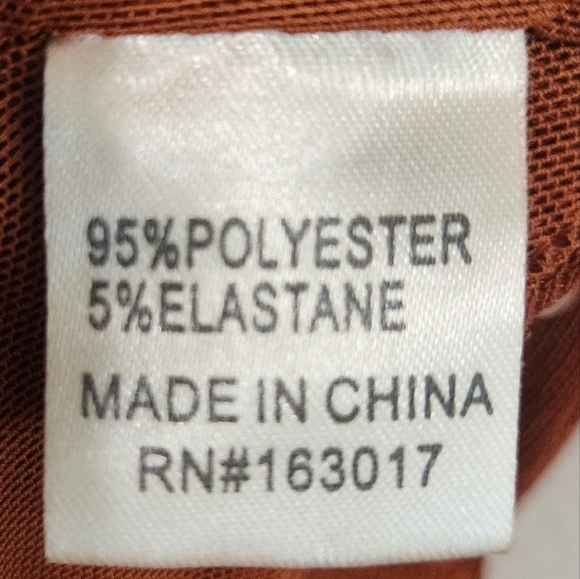 95%POLYESTER
5%ELASTANE
MADE IN CHINA
RN#163017